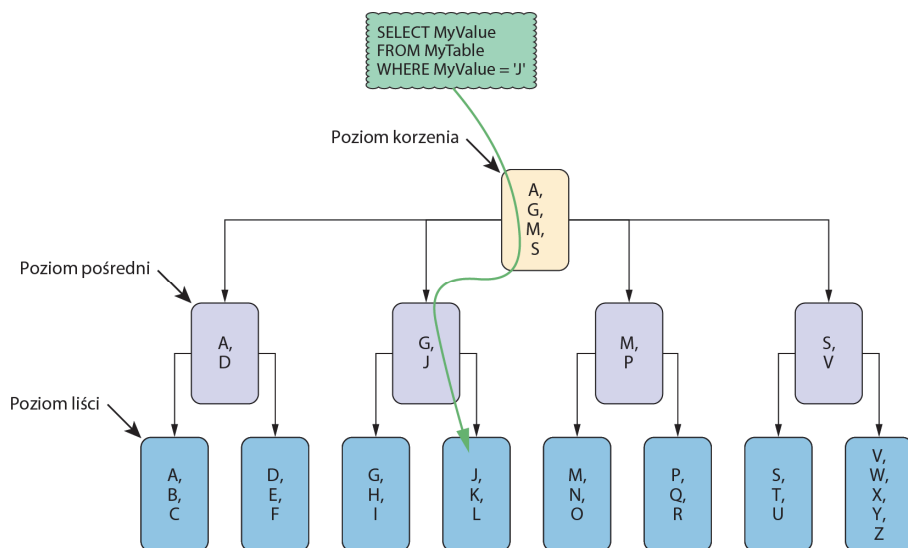 SELECT MyValue
FROM MyTable
WHERE MyValue = 'J'
Poziom korzenia
A,
G,
M,
S
Poziom pośredni
A,
D
G,
J
M,
P
S,
V
Poziom liści
A,
B,
C
D,
E,
F
G,
H,
I
J,
K,
L
M,
N,
O
P,
Q,
R
S,
T,
U
V,
W,
X,
Y,
Z